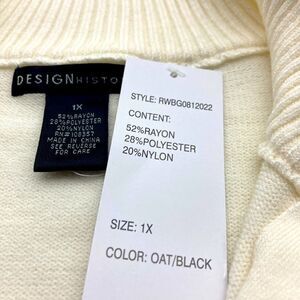 DESIGN HISTO
1X
52%RAYON
28%POLYESTER
20%NYLON
RN#108357
MADE IN CHINA
SEE REVERSE
FOR CARE
STYLE: RWBG0812022
CONTENT:
52%RAYON
28%POLYESTER
20%NYLON
SIZE: 1X
COLOR: OAT/BLACK